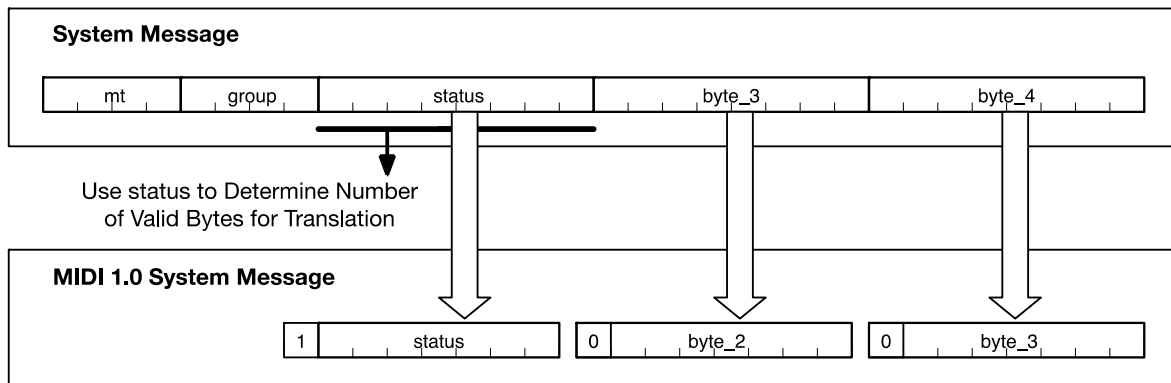 System Message
mt group status byte_3 byte_4
Use status to Determine Number
of Valid Bytes for Translation
MIDI 1.0 System Message
1 status 0 byte_2 0 byte_3